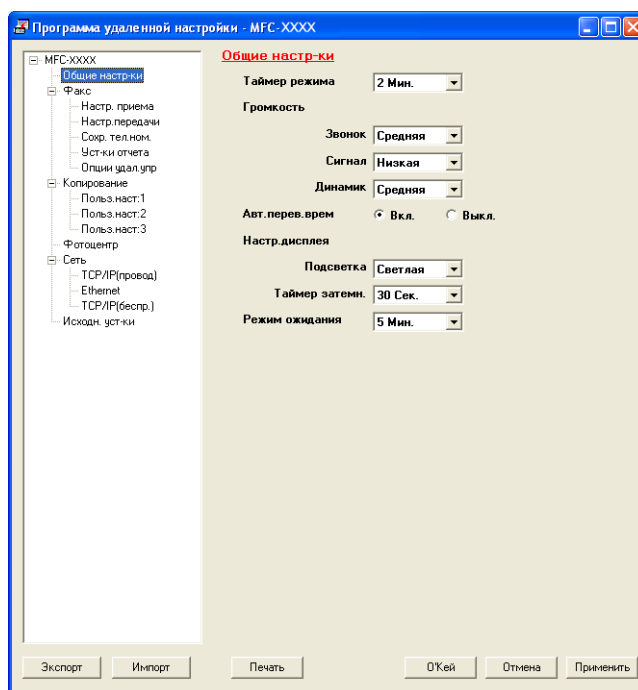 Программа удаленной настройки - MFC-XXXX
MFC-XXXX
Общие настр-ки
Факс
Настр. приема
Настр.передачи
Сохр. тел.ном.
Уст-ки отчета
Опции удал.упр
Копирование
Польз.наст:1
Польз.наст:2
Польз.наст:3
Фотоцентр
Сеть
TCP/IP(провод)
Ethernet
TCP/IP(беспр.)
Исходн. уст-ки
Общие настр-ки
Таймер режима 2 Мин.
Громкость
Звонок Средняя
Сигнал Низкая
Динамик Средняя
Авт.перев.врем Вкл. Выкл.
Настр.дисплея
Подсветка Светлая
Таймер затемн. 30 Сек.
Режим ожидания 5 Мин.
Экспорт Импорт Печать О'Кей Отмена Применить